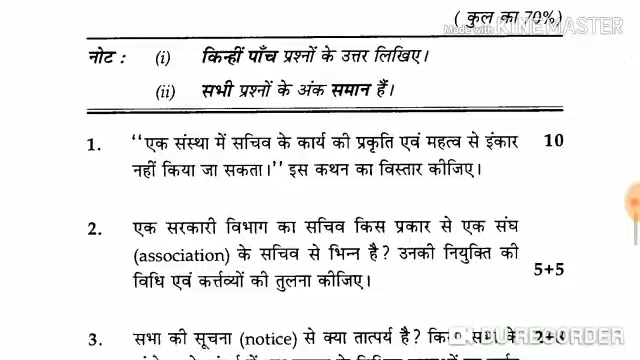 ( कुल का 70%)
Made with KINEMASTER
नोट : (i) किन्हीं पाँच प्रश्नों के उत्तर लिखिए।
(ii) सभी प्रश्नों के अंक समान हैं।
1. ‘‘एक संस्था में सचिव के कार्य की प्रकृति एवं महत्व से इंकार 10
नहीं किया जा सकता।’’ इस कथन का विस्तार कीजिए।
2. एक सरकारी विभाग का सचिव किस प्रकार से एक संघ
(association) के सचिव से भिन्न है? उनकी नियुक्ति की
विधि एवं कर्त्तव्यों की तुलना कीजिए। 5+5
3. सभा की सूचना (notice) से क्या तात्पर्य है? सभा के
RECORDER